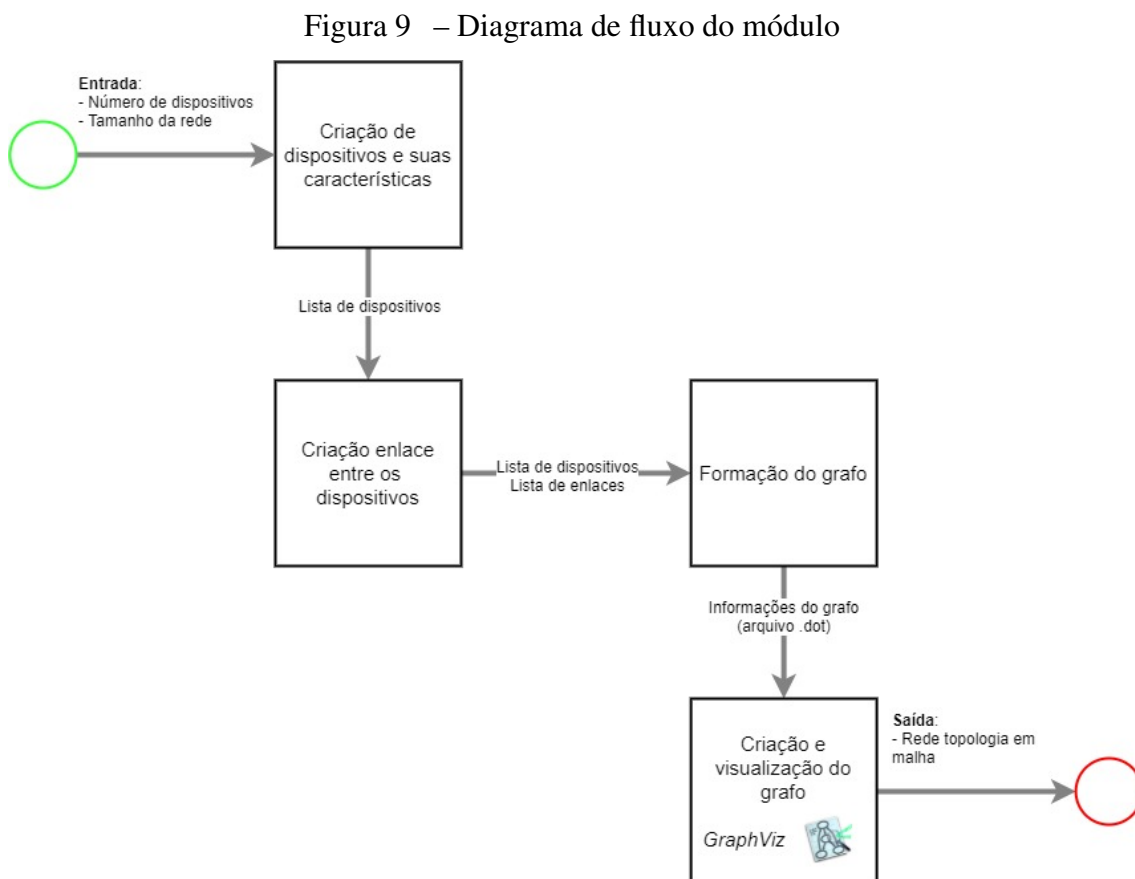 Figura 9 – Diagrama de fluxo do módulo
Entrada:
- Número de dispositivos
- Tamanho da rede
Criação de
dispositivos e suas
características
Lista de dispositivos
Criação enlace
entre os
dispositivos
Lista de dispositivos
Lista de enlaces
Formação do grafo
Informações do grafo
(arquivo .dot)
Criação e
visualização do
grafo
GraphViz
Saída:
- Rede topologia em
malha